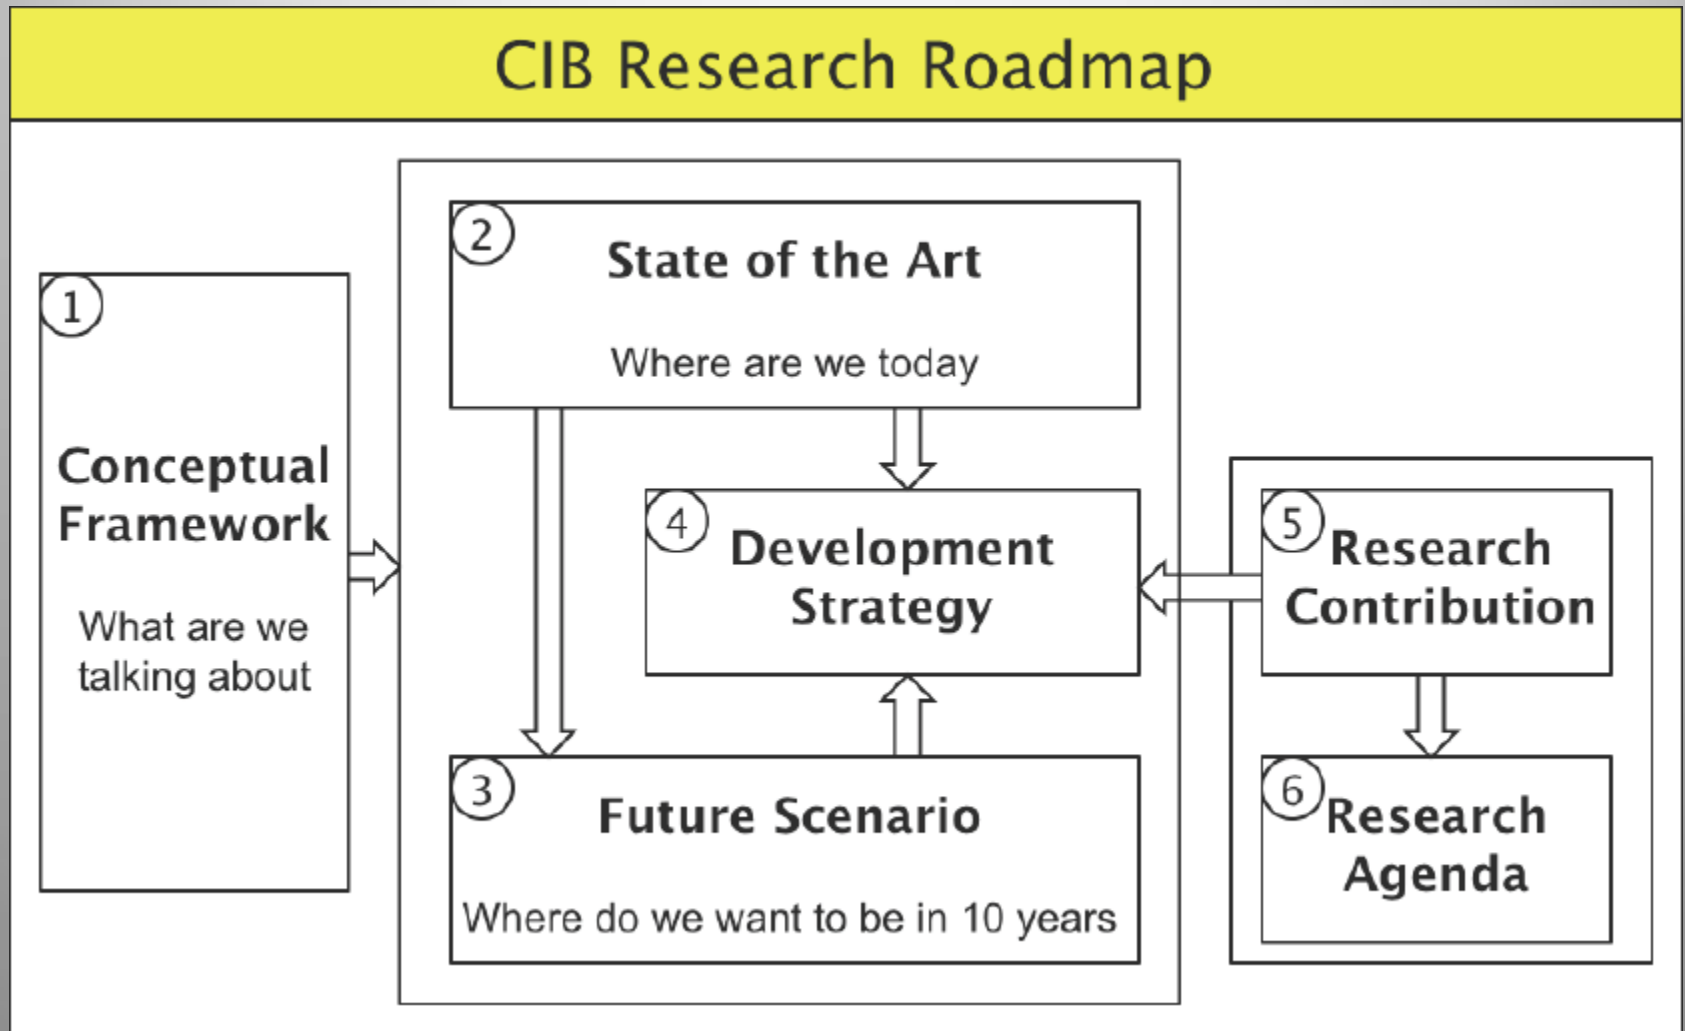 CIB Research Roadmap
1
Conceptual
Framework
What are we
talking about
2
State of the Art
Where are we today
3
Future Scenario
Where do we want to be in 10 years
4
Development
Strategy
5
Research
Contribution
6
Research
Agenda